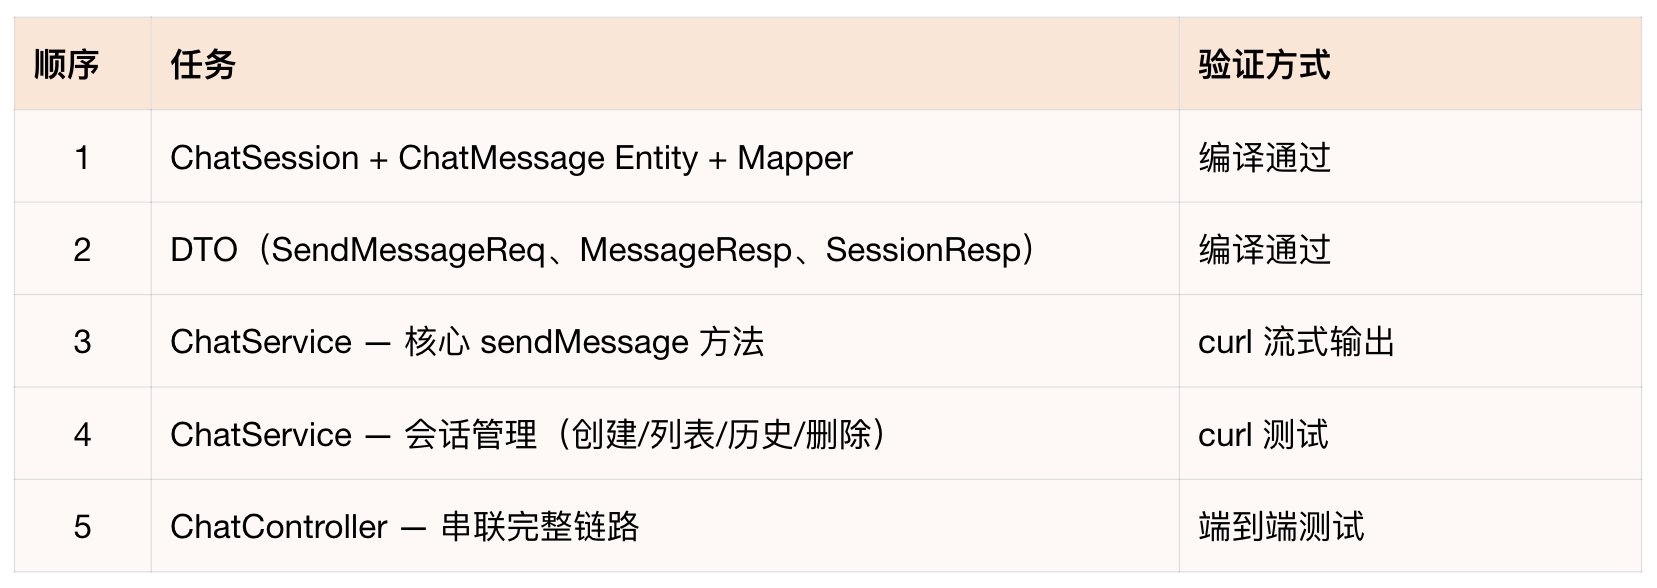 顺序 任务 验证方式
1 ChatSession + ChatMessage Entity + Mapper 编译通过
2 DTO（SendMessageReq、MessageResp、SessionResp） 编译通过
3 ChatService — 核心 sendMessage 方法 curl 流式输出
4 ChatService — 会话管理（创建/列表/历史/删除） curl 测试
5 ChatController — 串联完整链路 端到端测试